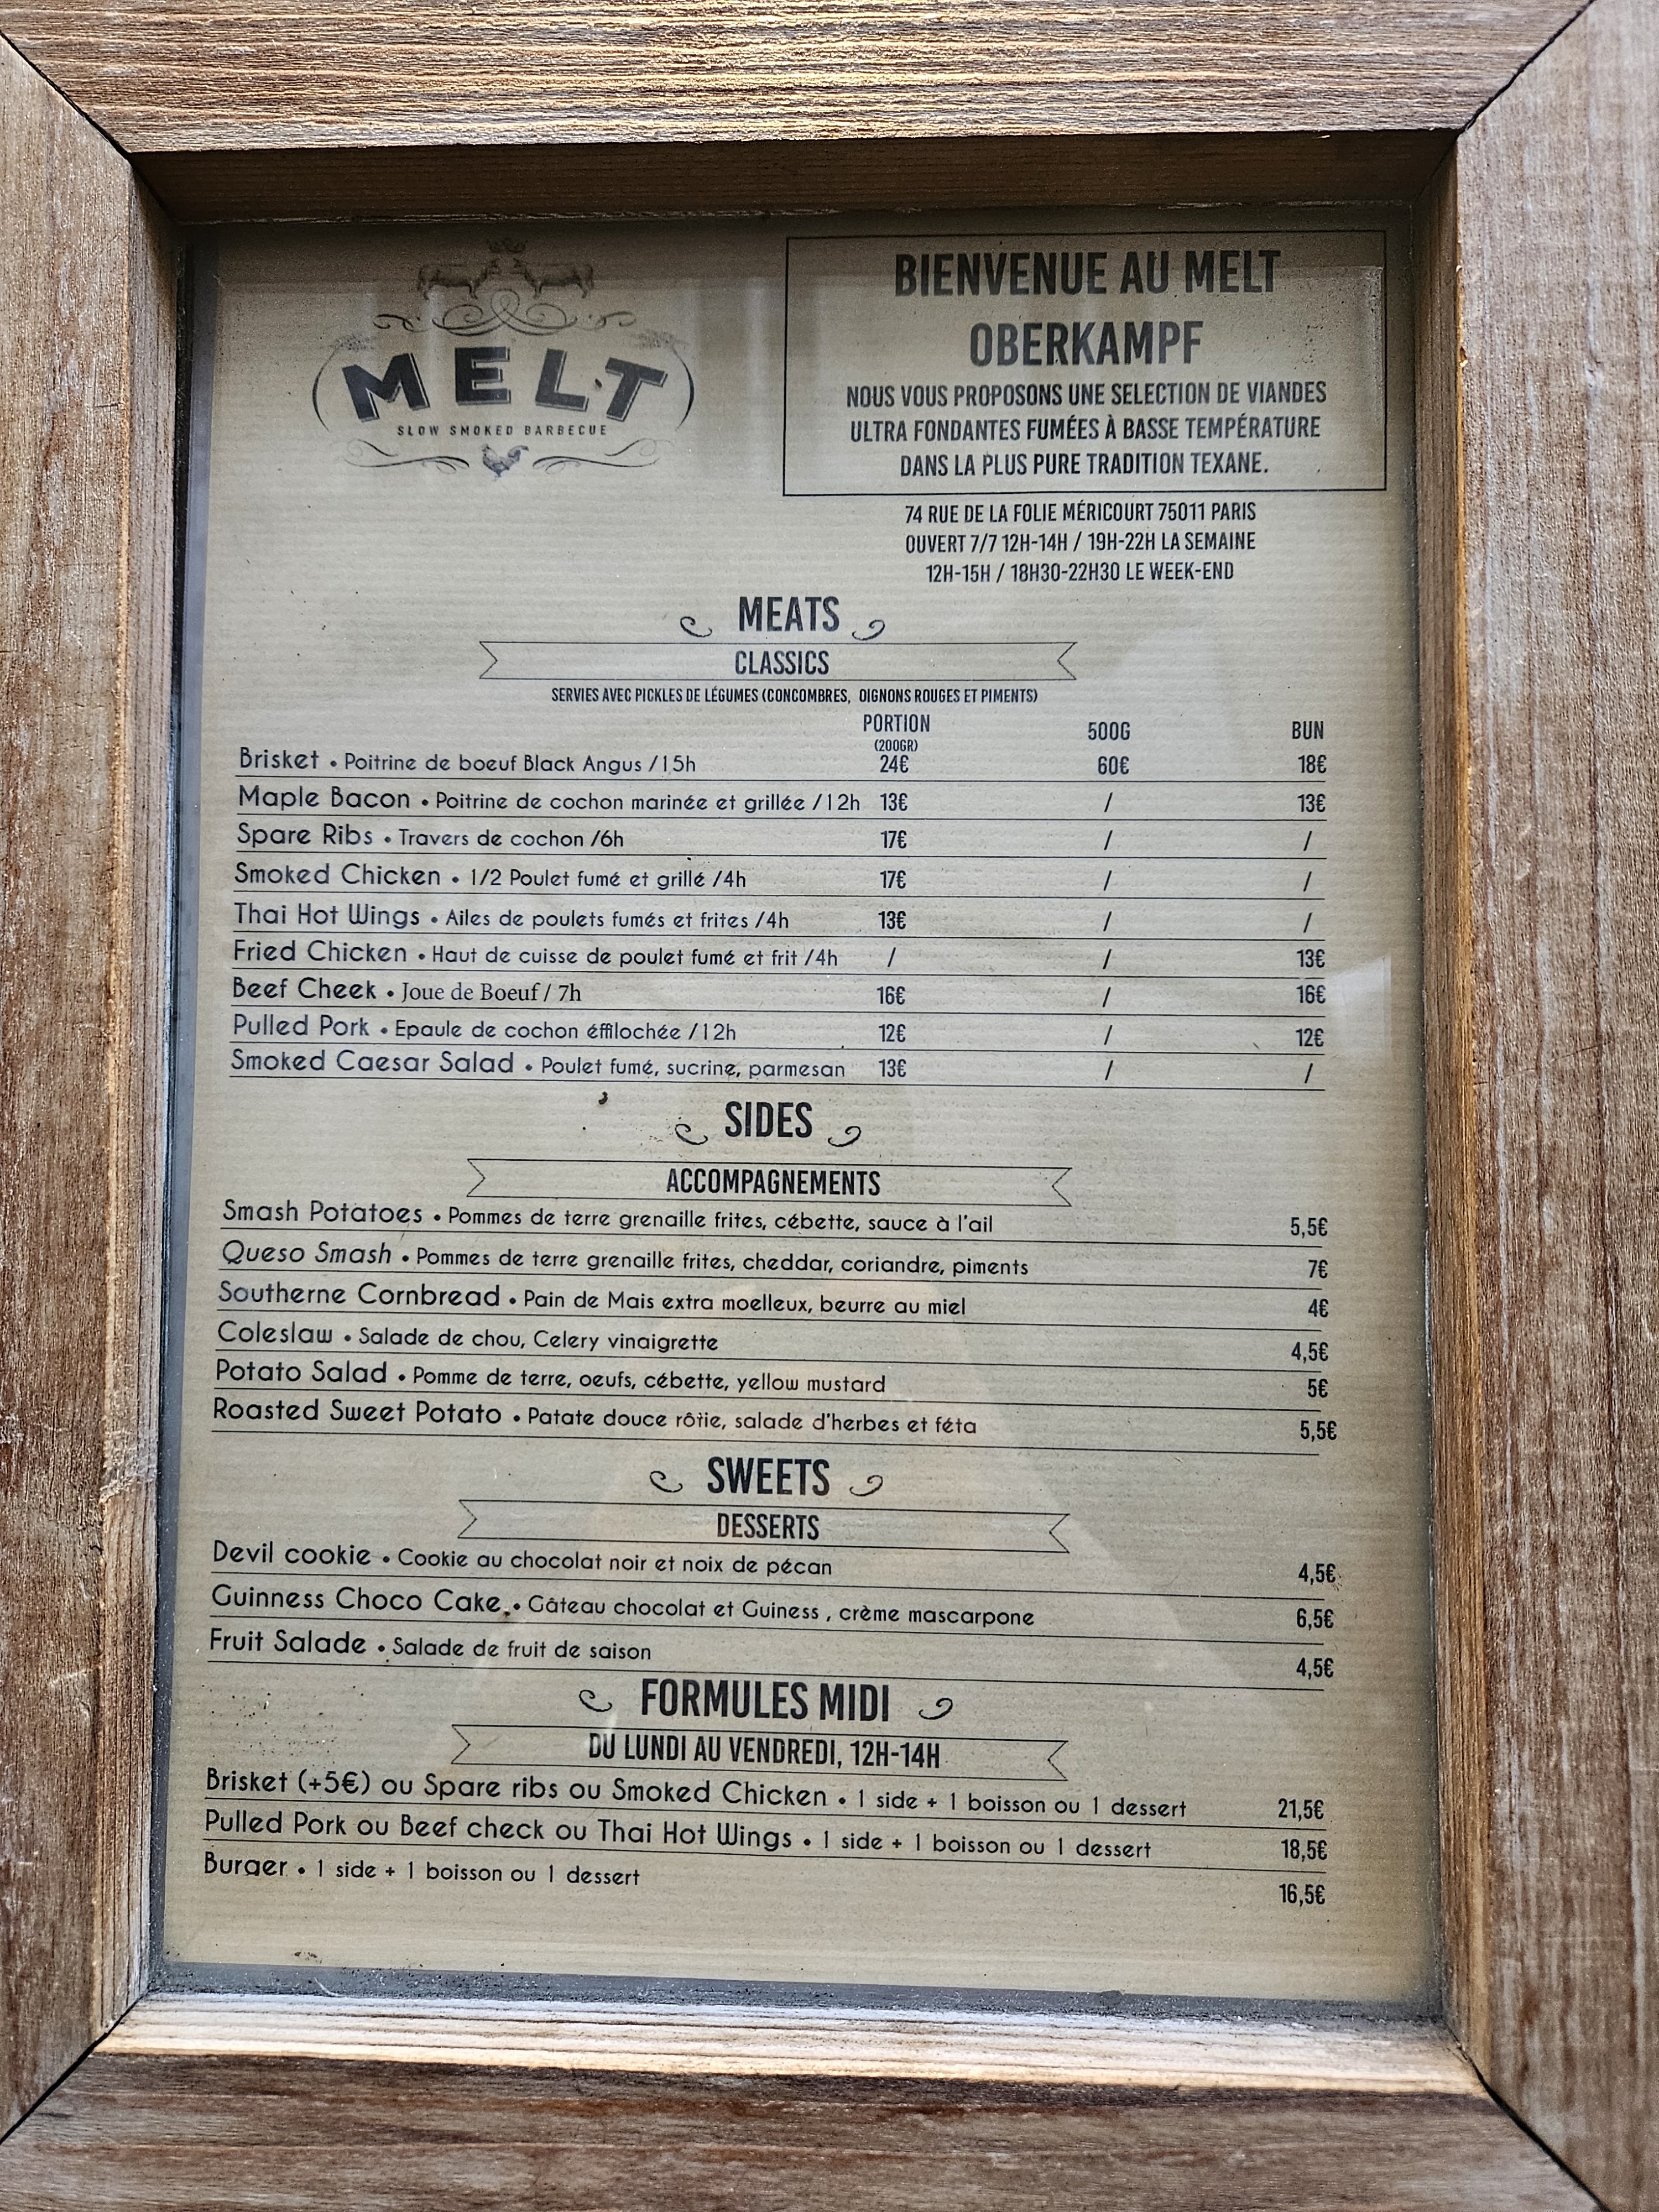 MELT
SLOW SMOKED BARBECUE
BIENVENUE AU MELT
OBERKAMPF
NOUS VOUS PROPOSONS UNE SELECTION DE VIANDES
ULTRA FONDANTES FUMÉES À BASSE TEMPÉRATURE
DANS LA PLUS PURE TRADITION TEXANE.
74 RUE DE LA FOLIE MÉRICOURT 75011 PARIS
OUVERT 7/7 12H-14H / 19H-22H LA SEMAINE
12H-15H / 18H30-22H30 LE WEEK-END
MEATS
CLASSICS
SERVIES AVEC PICKLES DE LÉGUMES (CONCOMBRES, OIGNONS ROUGES ET PIMENTS)
PORTION 500G BUN
(200GR)
Brisket • Poitrine de boeuf Black Angus /15h 24€ 60€ 18€
Maple Bacon • Poitrine de cochon marinée et grillée /12h 13€ / 13€
Spare Ribs • Travers de cochon /6h 17€ / /
Smoked Chicken • 1/2 Poulet fumé et grillé /4h 17€ / /
Thai Hot Wings • Ailes de poulets fumés et frites /4h 13€ / /
Fried Chicken • Haut de cuisse de poulet fumé et frit /4h / / 13€
Beef Cheek • Joue de Boeuf / 7h 16€ / 16€
Pulled Pork • Epaule de cochon éffilochée /12h 12€ / 12€
Smoked Caesar Salad • Poulet fumé, sucrine, parmesan 13€ / /
SIDES
ACCOMPAGNEMENTS
Smash Potatoes • Pommes de terre grenaille frites, cébette, sauce à l'ail 5,5€
Queso Smash • Pommes de terre grenaille frites, cheddar, coriandre, piments 7€
Southerne Cornbread • Pain de Mais extra moelleux, beurre au miel 4€
Coleslaw • Salade de chou, Celery vinaigrette 4,5€
Potato Salad • Pomme de terre, oeufs, cébette, yellow mustard 5€
Roasted Sweet Potato • Patate douce rôtie, salade d'herbes et féta 5,5€
SWEETS
DESSERTS
Devil cookie • Cookie au chocolat noir et noix de pécan 4,5€
Guinness Choco Cake • Gâteau chocolat et Guiness , crème mascarpone 6,5€
Fruit Salade • Salade de fruit de saison 4,5€
FORMULES MIDI
DU LUNDI AU VENDREDI, 12H-14H
Brisket (+5€) ou Spare ribs ou Smoked Chicken • 1 side + 1 boisson ou 1 dessert 21,5€
Pulled Pork ou Beef check ou Thai Hot Wings • 1 side + 1 boisson ou 1 dessert 18,5€
Burger • 1 side + 1 boisson ou 1 dessert 16,5€